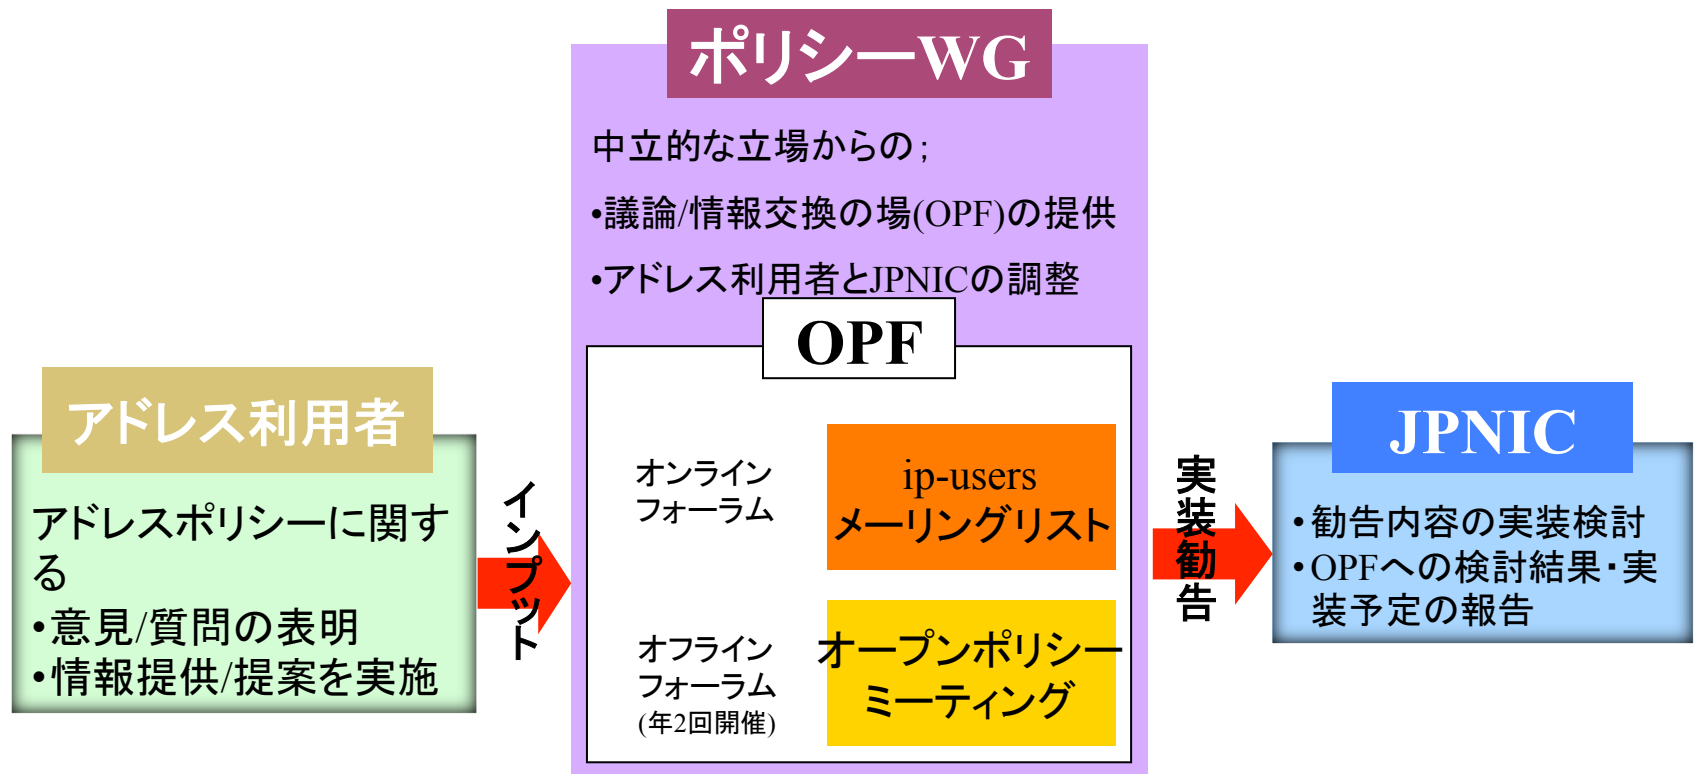 ポリシーWG
中立的な立場からの;
•議論/情報交換の場(OPF)の提供
•アドレス利用者とJPNICの調整
OPF
オンライン
フォーラム
ip-users
メーリングリスト
オフライン
フォーラム
(年2回開催)
オープンポリシー
ミーティング
アドレス利用者
アドレスポリシーに関す
る
•意見/質問の表明
•情報提供/提案を実施
インプット
実装勧告
JPNIC
•勧告内容の実装検討
•OPFへの検討結果・実
装予定の報告